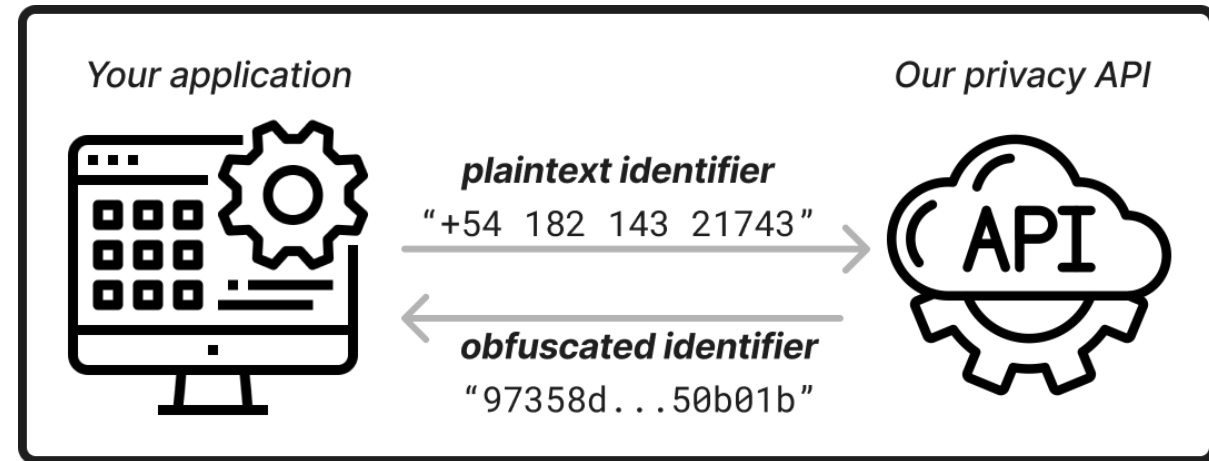 Your application
Our privacy API
plaintext identifier
“+54 182 143 21743”
API
obfuscated identifier
“97358d...50b01b”